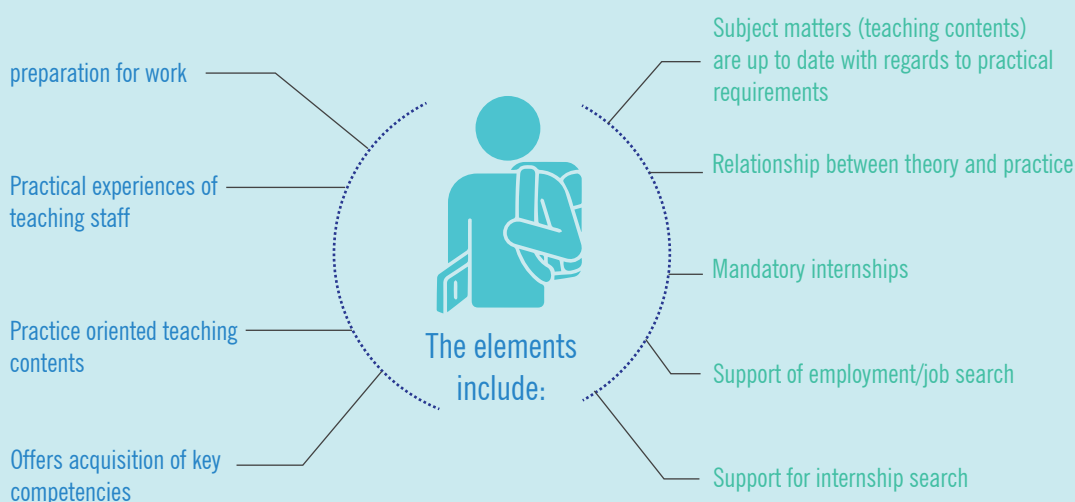 preparation for work
Practical experiences of
teaching staff
Practice oriented teaching
contents
Offers acquisition of key
competencies
The elements
include:
Subject matters (teaching contents)
are up to date with regards to practical
requirements
Relationship between theory and practice
Mandatory internships
Support of employment/job search
Support for internship search